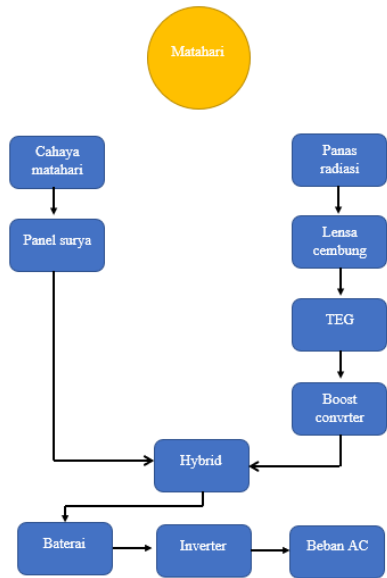 Matahari
Cahaya
matahari
Panas
radiasi
Panel surya
Lensa
cembung
TEG
Boost
convrter
Hybrid
Baterai
Inverter
Beban AC